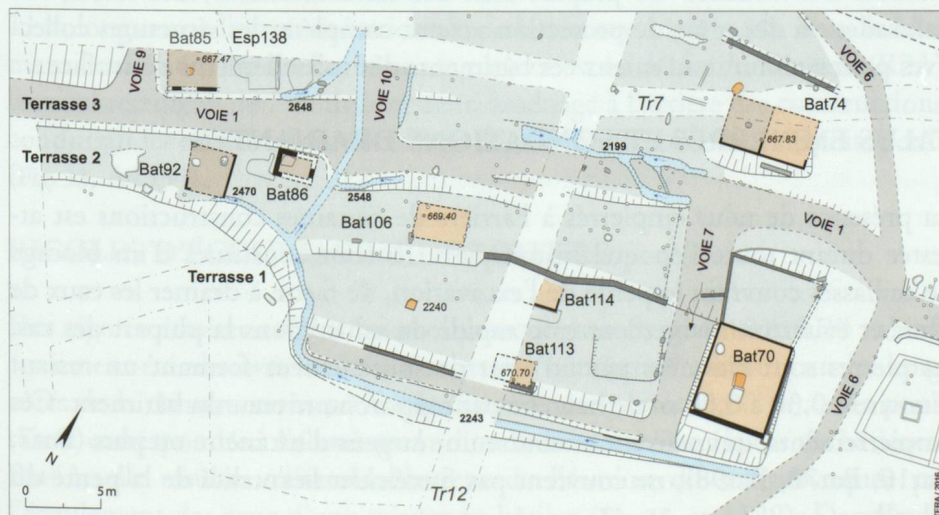 Bat85
Esp138
667.47
VOIE 9
Terrasse 3
VOIE 1
2548
VOIE 10
Terrasse 2
Bat92
2470
Bat86
2548
Bat106
669.40
Terrasse 1
2240
Tr7
2199
Bat74
667.83
VOIE 6
VOIE 7
VOIE 1
Bat114
Bat113
670.70
Bat70
VOIE 6
2243
Tr12
N
0 5 m